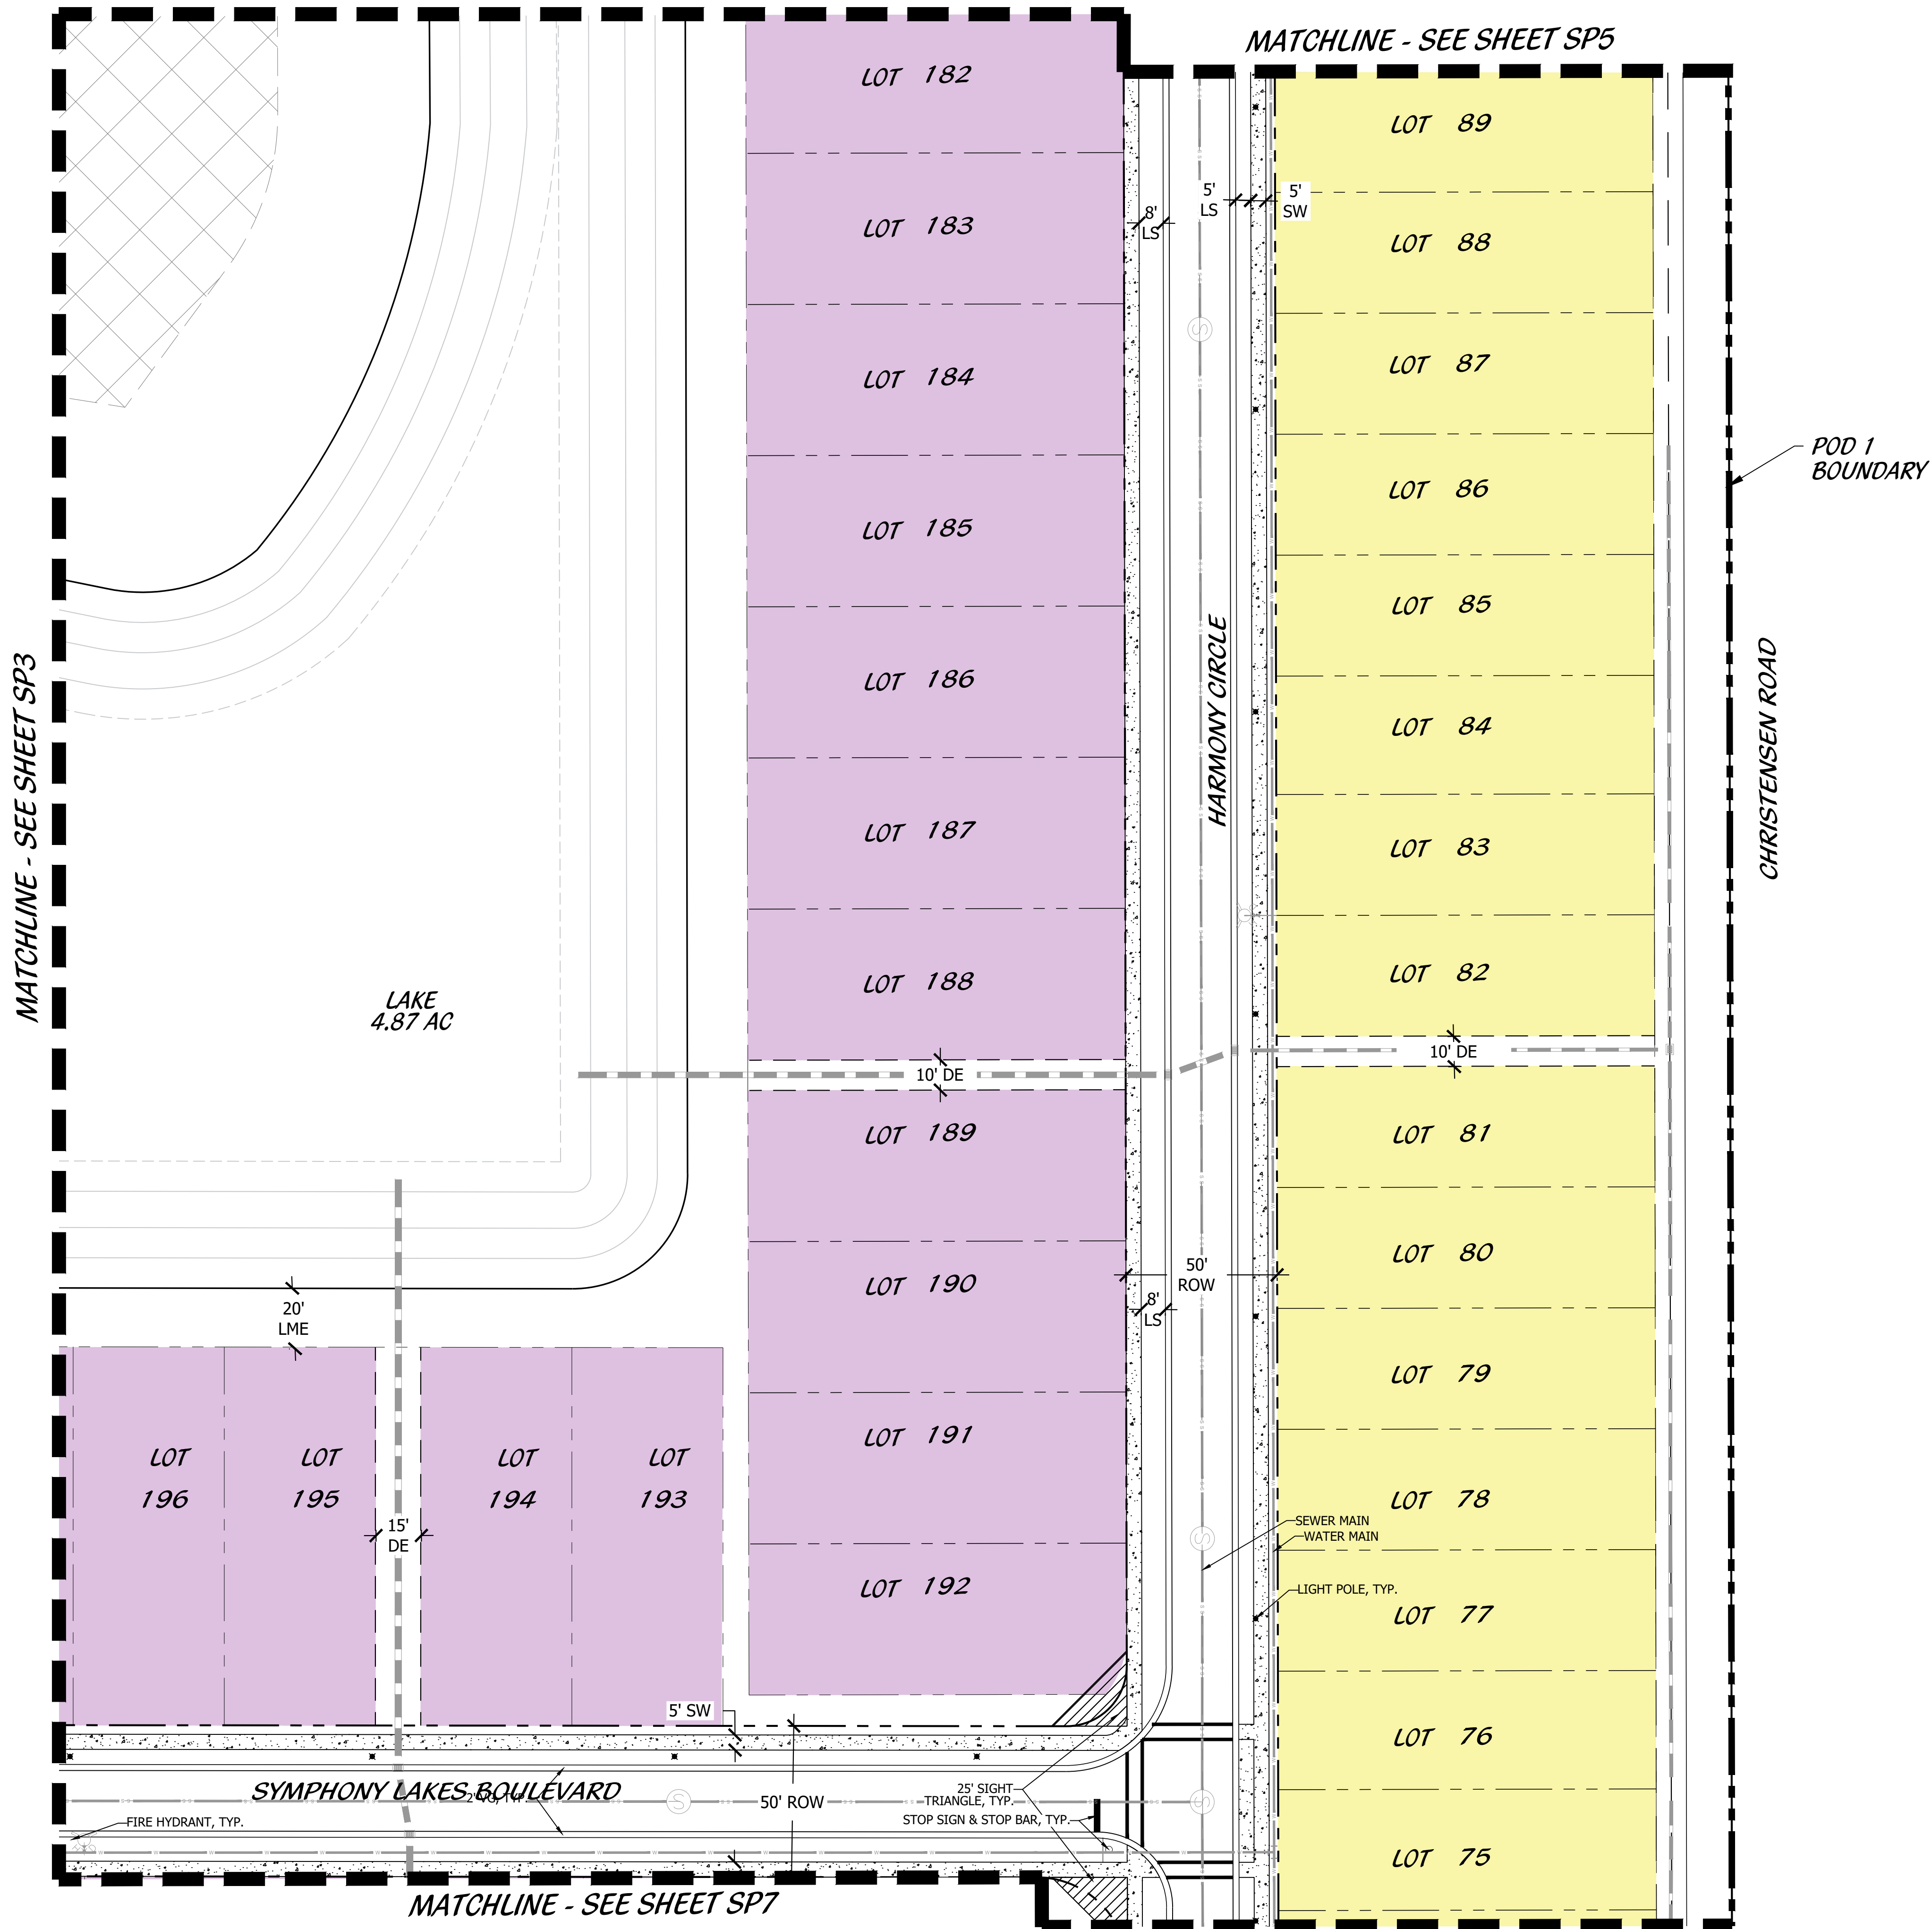 MATCHLINE - SEE SHEET SP5
LOT 182
LOT 89
5'
LS
5'
SW
8'
LS
LOT 183
LOT 88
LOT 184
LOT 87
POD 1
BOUNDARY
LOT 185
LOT 86
LOT 85
LOT 186
LOT 84
HARMONY CIRCLE
CHRISTENSEN ROAD
MATCHLINE - SEE SHEET SP3
LOT 187
LOT 83
LOT 188
LOT 82
LAKE
4.87 AC
10' DE
10' DE
LOT 189
LOT 81
LOT 190
LOT 80
50'
ROW
8'
LS
20'
LME
LOT 79
LOT 191
LOT
196
LOT
195
LOT
194
LOT
193
LOT 78
15'
DE
SEWER MAIN
WATER MAIN
LOT 192
LIGHT POLE, TYP.
LOT 77
5' SW
LOT 76
SYMPHONY LAKES BOULEVARD
50' ROW
25' SIGHT
TRIANGLE, TYP.
STOP SIGN & STOP BAR, TYP.
FIRE HYDRANT, TYP.
LOT 75
MATCHLINE - SEE SHEET SP7